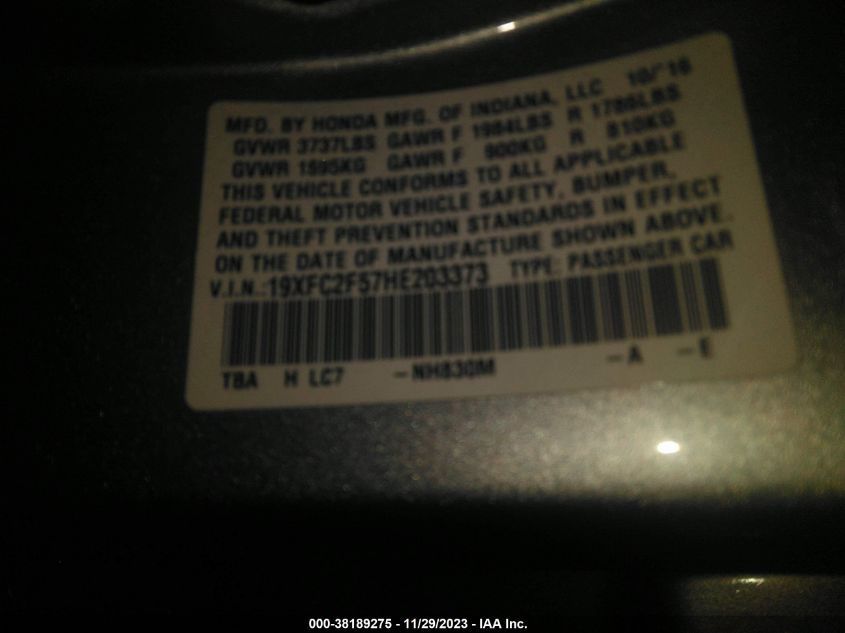 MFD. BY HONDA MFG. OF INDIANA, LLC 10/'16
GVWR 3737LBS GAWR F 1984LBS R 1786LBS
GVWR 1695KG GAWR F 900KG R 810KG
THIS VEHICLE CONFORMS TO ALL APPLICABLE
FEDERAL MOTOR VEHICLE SAFETY, BUMPER,
AND THEFT PREVENTION STANDARDS IN EFFECT
ON THE DATE OF MANUFACTURE SHOWN ABOVE.
V.I.N.:19XFC2F57HE203373 TYPE: PASSENGER CAR
TBA H LC7 -NH830M -A -E
000-38189275 - 11/29/2023 - IAA Inc.